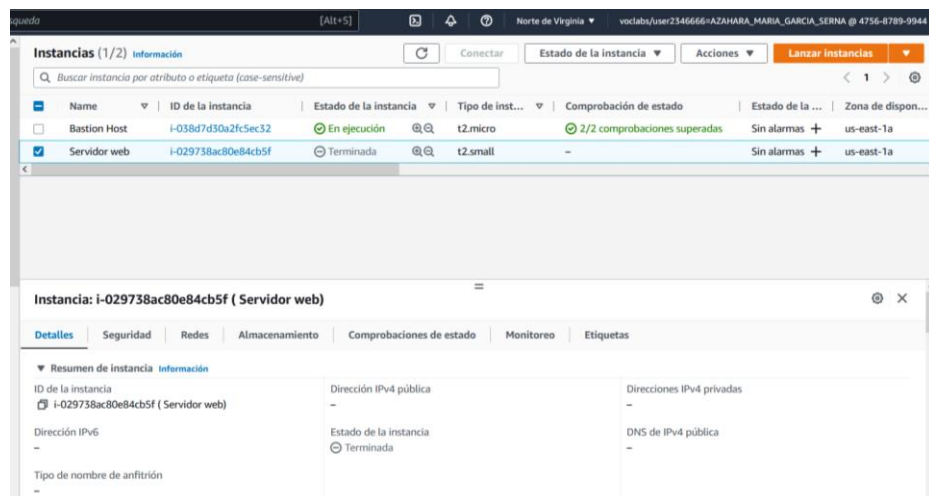 squeda [Alt+S] Norte de Virginia ▼ voclabs/user2346666=AZAHARA_MARIA_GARCIA_SERNA @ 4756-8789-9944
Instancias (1/2) Información Conectar Estado de la instancia ▼ Acciones ▼ Lanzar instancias ▼
Buscar instancia por atributo o etiqueta (case-sensitive) < 1 >
Name ID de la instancia Estado de la instancia Tipo de inst... Comprobación de estado Estado de la ... Zona de dispon...
Bastion Host i-038d7d30a2fc5ec32 En ejecución t2.micro 2/2 comprobaciones superadas Sin alarmas + us-east-1a
Servidor web i-029738ac80e84cb5f Terminada t2.small – Sin alarmas + us-east-1a
Instancia: i-029738ac80e84cb5f ( Servidor web)
Detalles Seguridad Redes Almacenamiento Comprobaciones de estado Monitoreo Etiquetas
▼ Resumen de instancia Información
ID de la instancia Dirección IPv4 pública Direcciones IPv4 privadas
i-029738ac80e84cb5f ( Servidor web) – –
Dirección IPv6 Estado de la instancia DNS de IPv4 pública
– Terminada –
Tipo de nombre de anfitrión
–